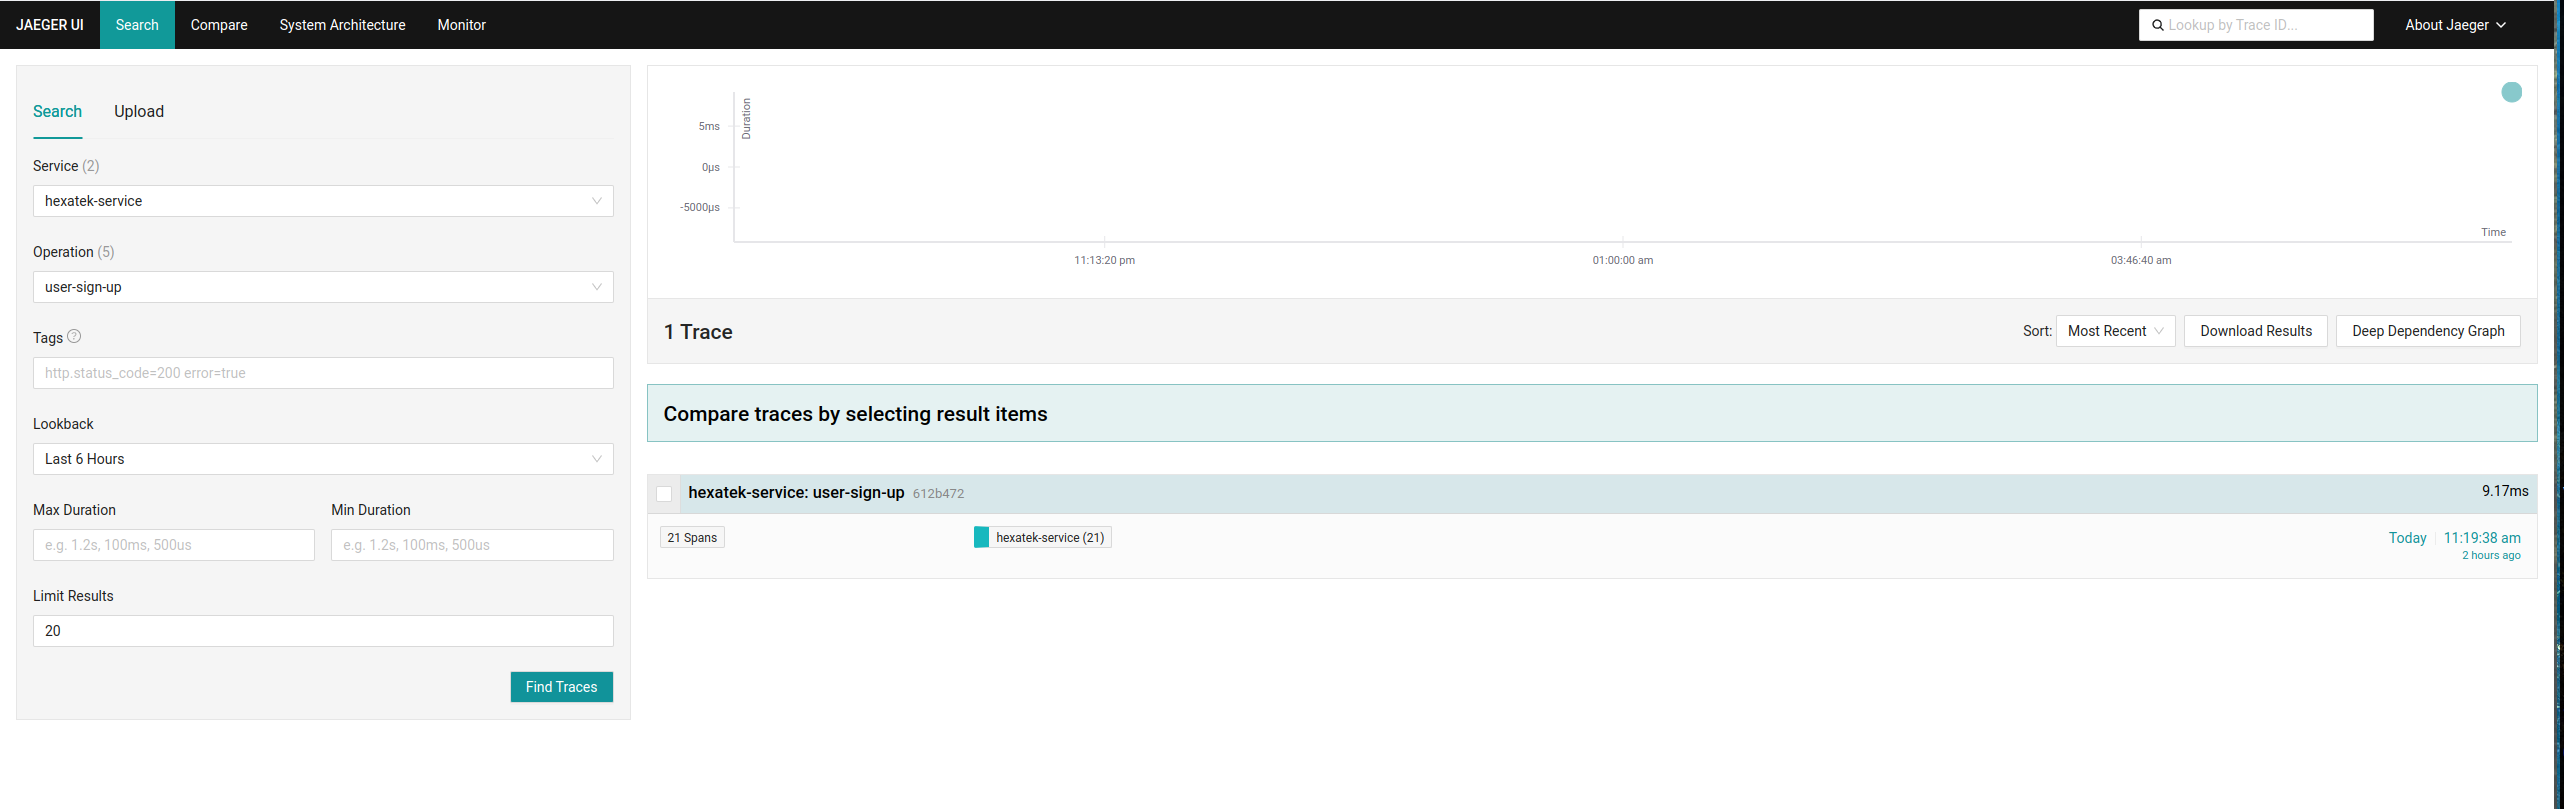 JAEGER UI Search Compare System Architecture Monitor Lookup by Trace ID... About Jaeger
Search Upload
Service (2)
hexatek-service
Operation (5)
user-sign-up
Tags ?
http.status_code=200 error=true
Lookback
Last 6 Hours
Max Duration Min Duration
e.g. 1.2s, 100ms, 500us e.g. 1.2s, 100ms, 500us
Limit Results
20
Find Traces
Duration
5ms
0μs
-5000μs
Time
11:13:20 pm 01:00:00 am 03:46:40 am
1 Trace Sort: Most Recent Download Results Deep Dependency Graph
Compare traces by selecting result items
hexatek-service: user-sign-up 612b472 9.17ms
21 Spans hexatek-service (21) Today 11:19:38 am
2 hours ago